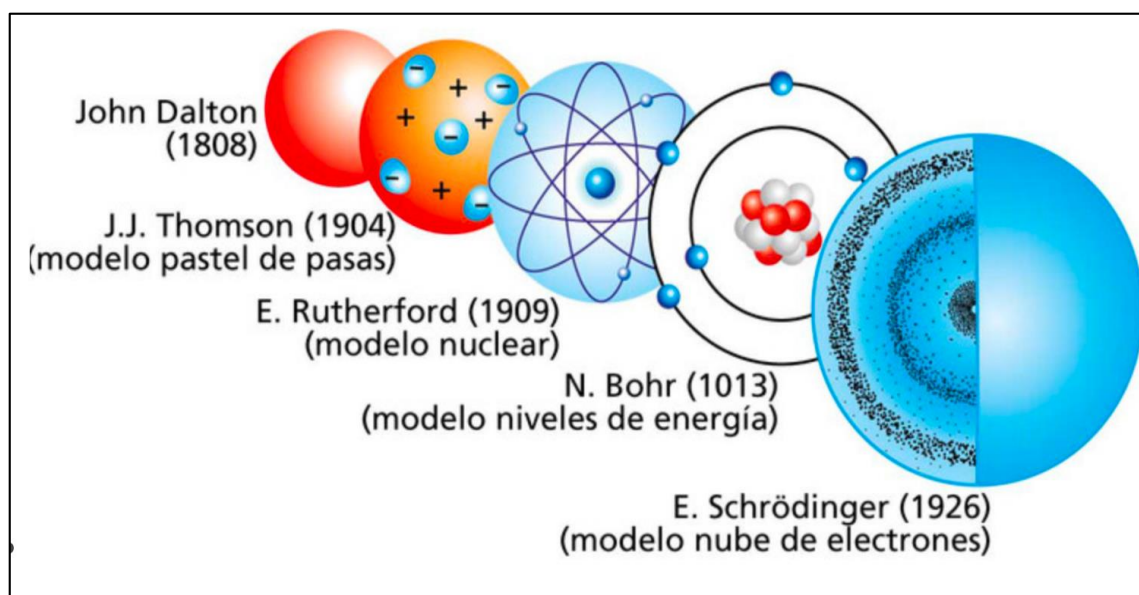 John Dalton
(1808)
J.J. Thomson (1904)
(modelo pastel de pasas)
E. Rutherford (1909)
(modelo nuclear)
N. Bohr (1013)
(modelo niveles de energía)
E. Schrödinger (1926)
(modelo nube de electrones)